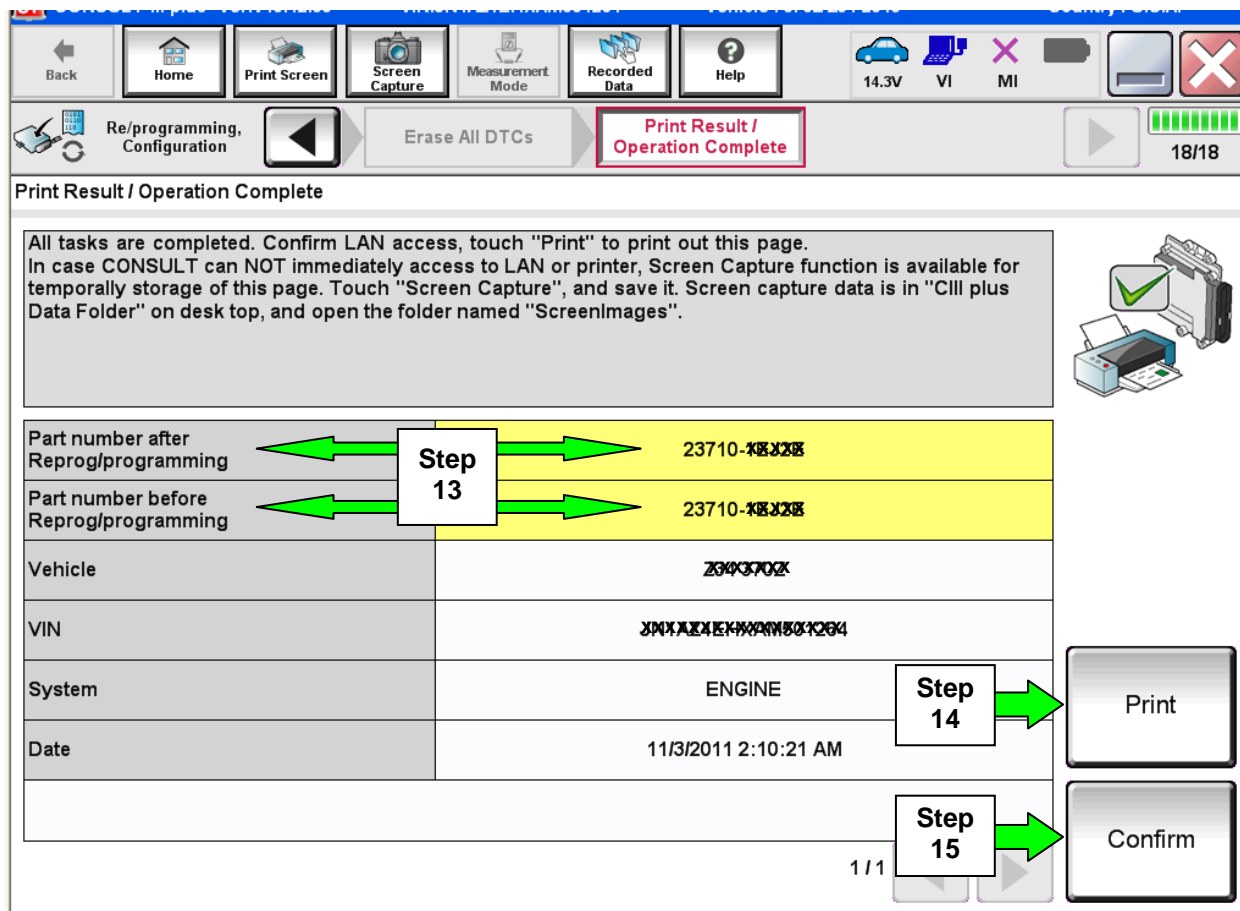 Back
Home
Print Screen
Screen
Capture
Measurement
Mode
Recorded
Data
Help
14.3V
VI
MI
Re/programming,
Configuration
Erase All DTCs
Print Result /
Operation Complete
18/18
Print Result / Operation Complete
All tasks are completed. Confirm LAN access, touch "Print" to print out this page.
In case CONSULT can NOT immediately access to LAN or printer, Screen Capture function is available for
temporally storage of this page. Touch "Screen Capture", and save it. Screen capture data is in "CIII plus
Data Folder" on desk top, and open the folder named "ScreenImages".
Part number after
Reprog/programming
Step
13
23710-
Part number before
Reprog/programming
23710-
Vehicle
VIN
System
ENGINE
Step
14
Print
Date
11/3/2011 2:10:21 AM
Step
15
Confirm
1 / 1